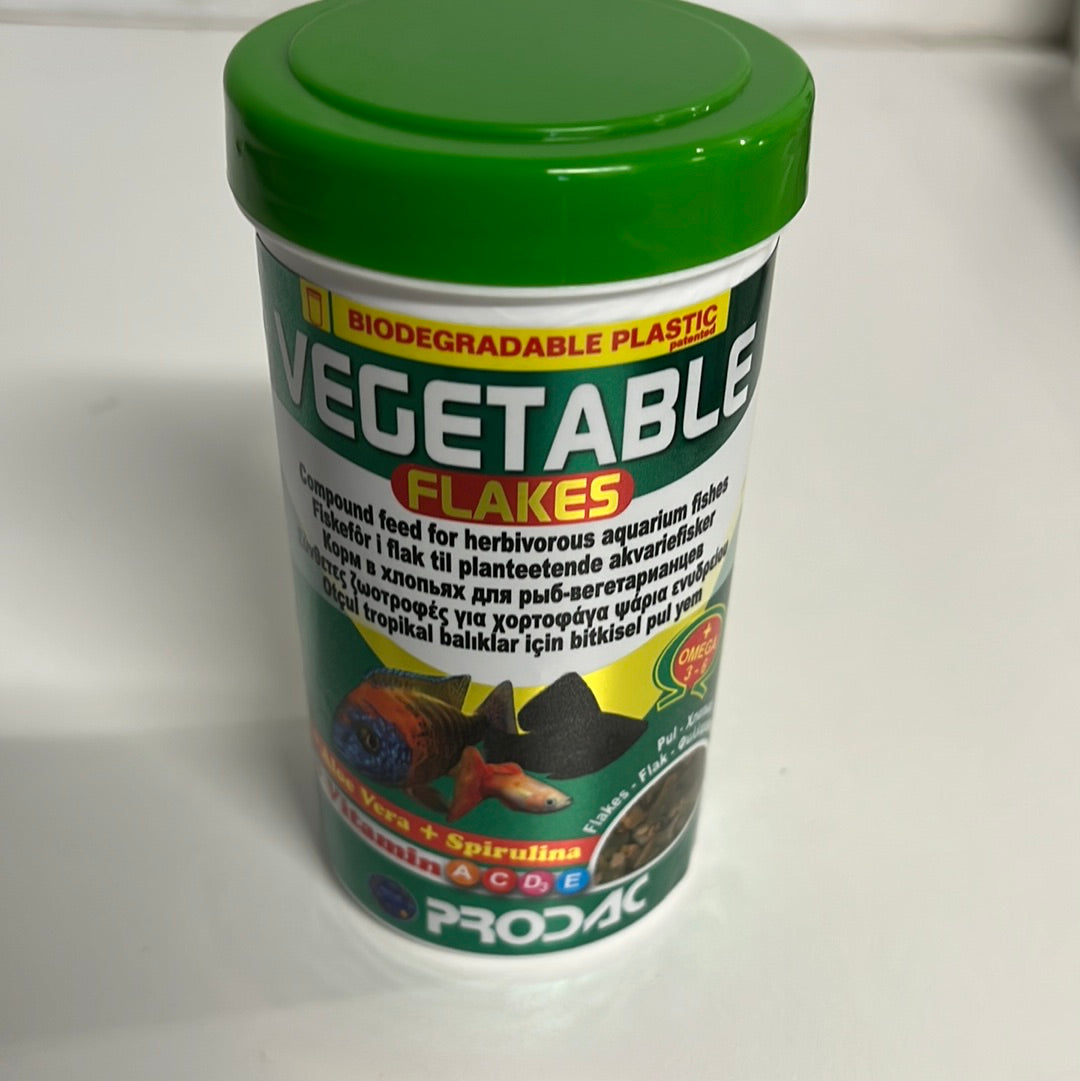 BIODEGRADABLE PLASTIC
patented
VEGETABLE
FLAKES
Compound feed for herbivorous aquarium fishes
Fiskefôr i flak til planteetende akvariefisker
Корм в хлопьях для рыб-вегетарианцев
ζωοτροφές για χορτοφάγα ψάρια ενυδρείου
Otçul tropikal balıklar için bitkisel pul yem
+
OMEGA
3 - 6
Pul -
Flakes - Flak -
Aloe Vera + Spirulina
Vitamin A C D3 E
PRODAC